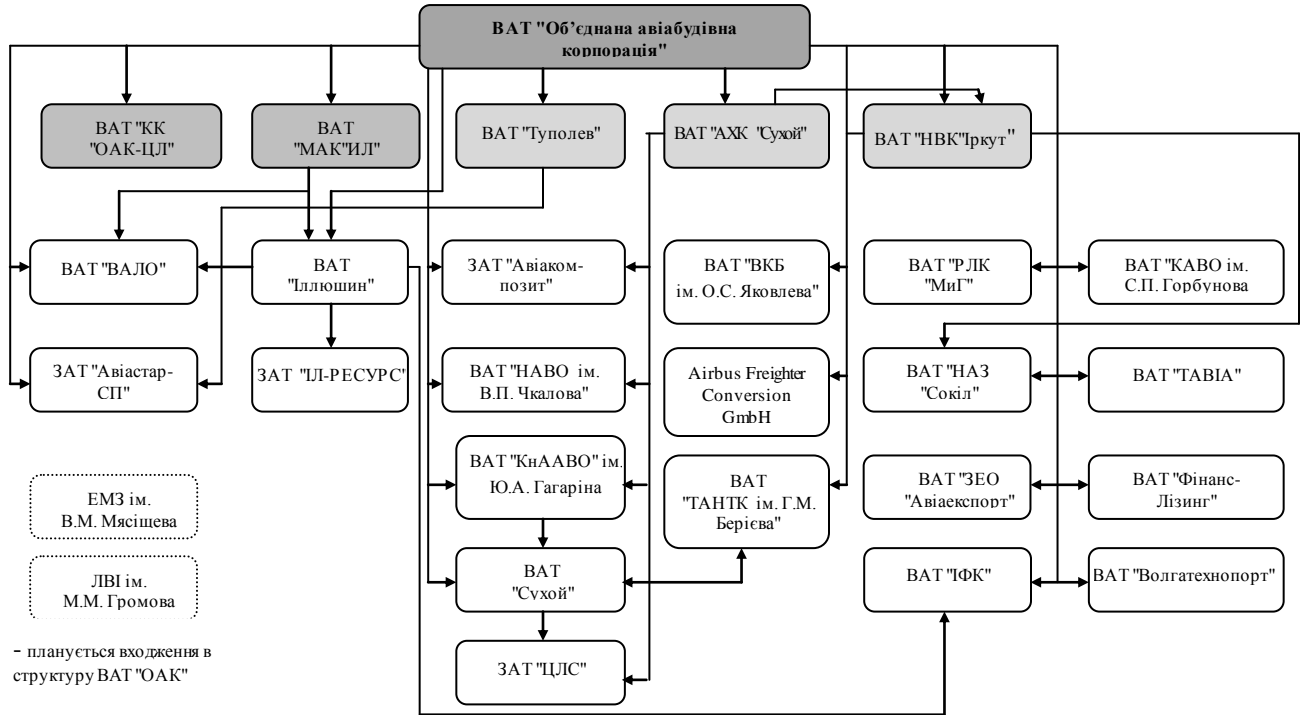 ВАТ "Об’єднана авіабудівна
корпорація"
ВАТ "КК
"ОАК-ЦЛ"
ВАТ
"МАК"ИЛ"
ВАТ "Туполев"
ВАТ "АХК "Сухой"
ВАТ "НВК"Іркут"
ВАТ "ВАЛО"
ВАТ
"Іллюшин"
ЗАТ "Авіаком-
позит"
ВАТ "ВКБ
ім. О.С. Яковлева"
ВАТ "РЛК
"МиГ"
ВАТ "КАВО ім.
С.П. Горбунова
ЗАТ "Авіастар-
СП"
ЗАТ "ІЛ-РЕСУРС"
ВАТ "НАВО ім.
В.П. Чкалова"
Airbus Freighter
Conversion
GmbH
ВАТ "НАЗ
"Сокіл"
ВАТ "ТАВІА"
ЕМЗ ім.
В.М. Мясіщева
ВАТ "КнААВО" ім.
Ю.А. Гагаріна
ВАТ
"ТАНТК ім. Г.М.
Берієва"
ВАТ "ЗЕО
"Авіаекспорт"
ВАТ "Фінанс-
Лізинг"
ЛВІ ім.
М.М. Громова
ВАТ
"Сухой"
ВАТ "ІФК"
ВАТ "Волгатехнопорт"
- планується входження в
структуру ВАТ "ОАК"
ЗАТ "ЦЛС"